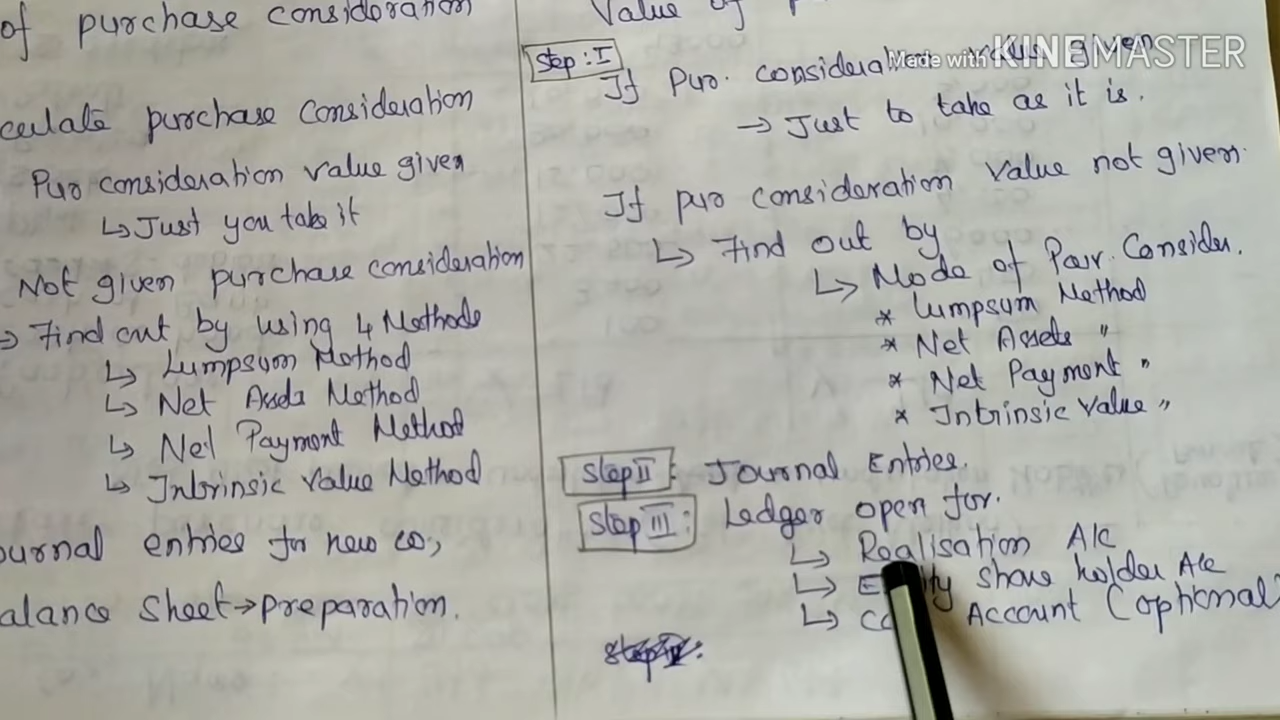 of purchase consideration
culate purchase consideration
Pur consideration value given
↳ Just you take it
Not given purchase consideration
⇒ Find out by using 4 Methods
↳ Lumpsum Method
↳ Net Assets Method
↳ Net Payment Method
↳ Intrinsic Value Method
ournal entries for new co;
alance sheet → preparation.
Value of
Step: I
If Pur. consideration value given
→ Just to take as it is.
If pur consideration value not given.
↳ Find out by
↳ Mode of Pur. Consider.
* Lumpsum Method
* Net Assets "
* Net Payment "
* Intrinsic value "
Step II: Journal Entries.
Step III: Ledger open for.
↳ Realisation A/c
↳ E ity share holder A/c
↳ Account (optional)
Made with KINEMASTER